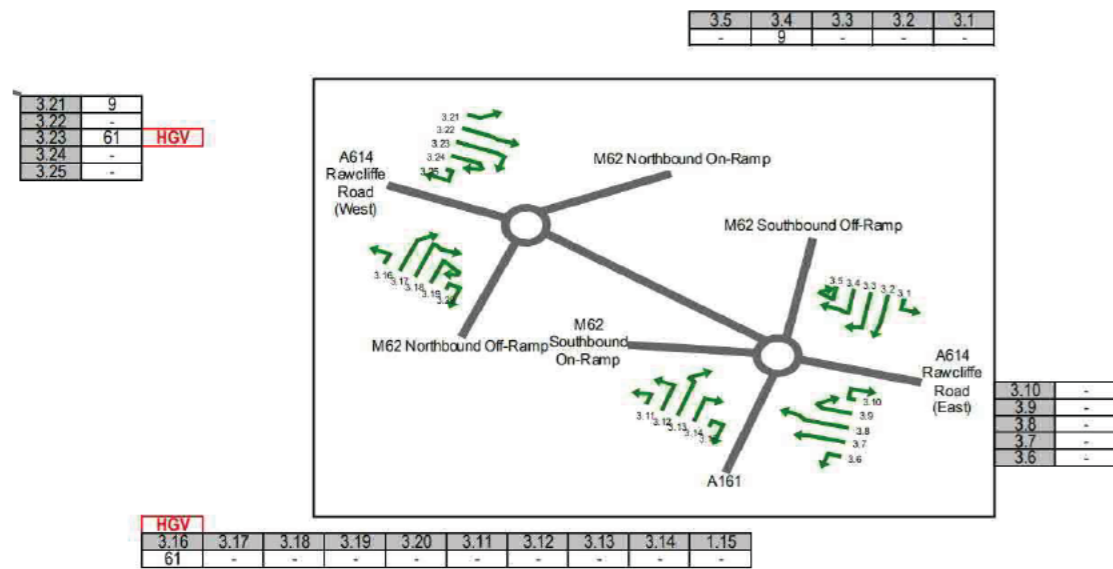 3.5 3.4 3.3 3.2 3.1
- 9 - - -
3.21 9
3.22 -
3.23 61 HGV
3.24 -
3.25 -
3.21
3.22
3.23
3.24
3.25
A614
Rawcliffe
Road
(West)
M62 Northbound On-Ramp
M62 Southbound Off-Ramp
3.16
3.17
3.18
3.19
3.5 3.4 3.3 3.2 3.1
M62 Northbound Off-Ramp
M62
Southbound
On-Ramp
A614
Rawcliffe
Road
(East)
3.11
3.12
3.13
3.14
3.10
3.9
3.8
3.7
3.6
A161
3.10 -
3.9 -
3.8 -
3.7 -
3.6 -
HGV
3.16 3.17 3.18 3.19 3.20 3.11 3.12 3.13 3.14 1.15
61 - - - - - - - - -